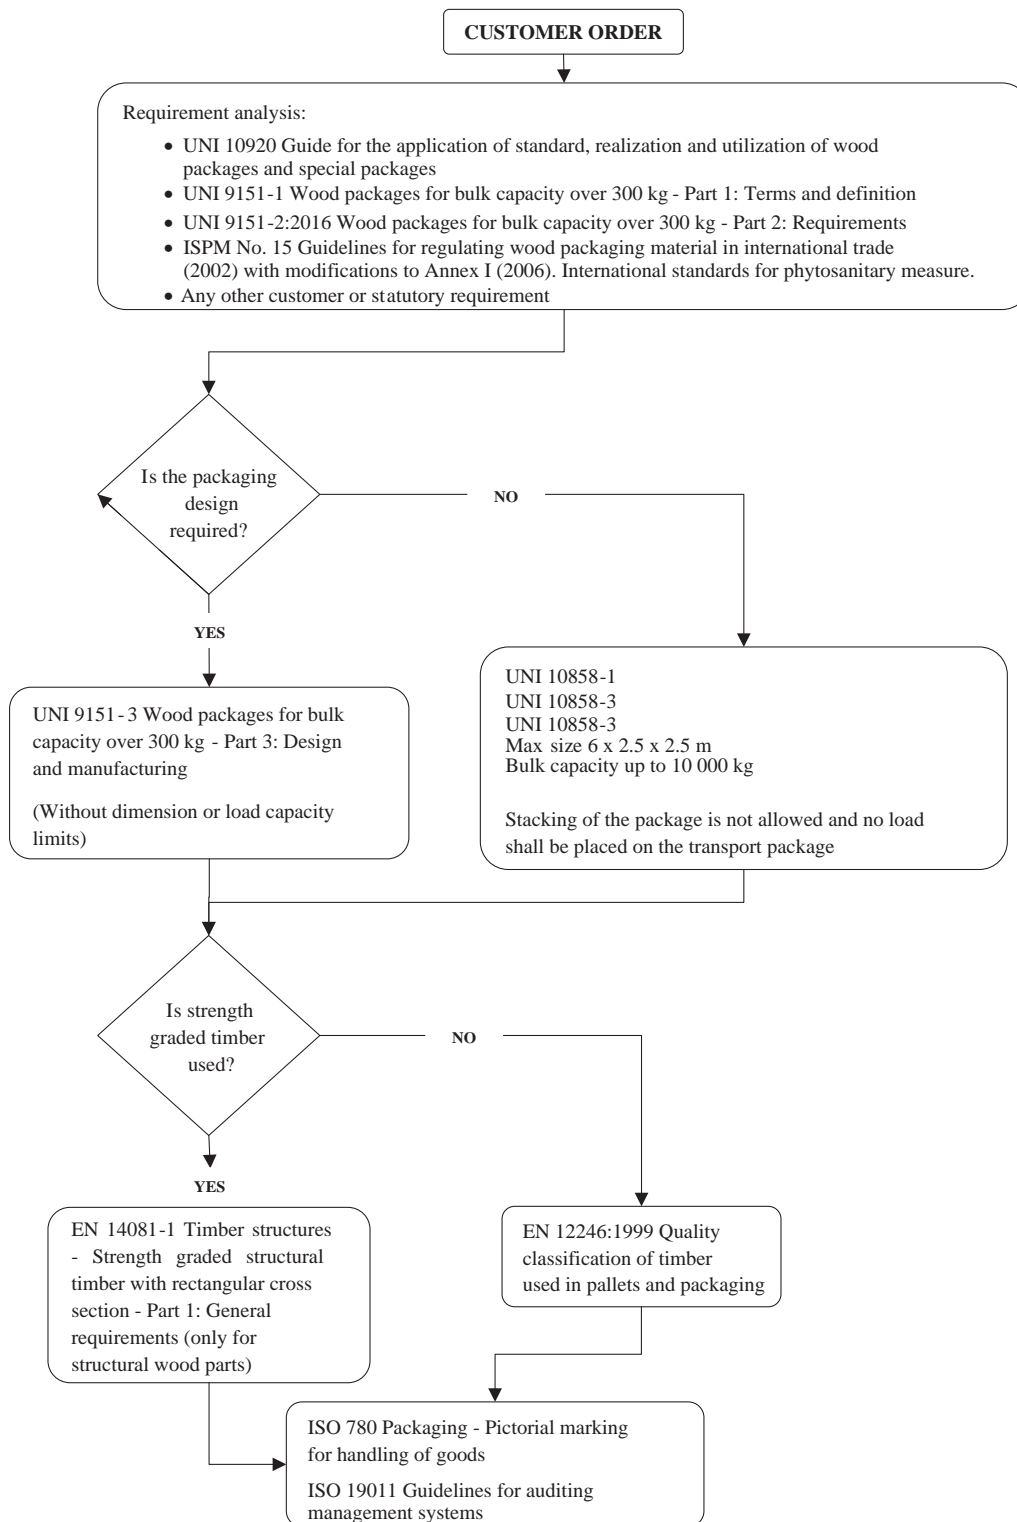 CUSTOMER ORDER
Requirement analysis:
• UNI 10920 Guide for the application of standard, realization and utilization of wood
packages and special packages
• UNI 9151-1 Wood packages for bulk capacity over 300 kg - Part 1: Terms and definition
• UNI 9151-2:2016 Wood packages for bulk capacity over 300 kg - Part 2: Requirements
• ISPM No. 15 Guidelines for regulating wood packaging material in international trade
(2002) with modifications to Annex I (2006). International standards for phytosanitary measure.
• Any other customer or statutory requirement
Is the packaging
design
required?
NO
YES
UNI 9151-3 Wood packages for bulk
capacity over 300 kg - Part 3: Design
and manufacturing
(Without dimension or load capacity
limits)
UNI 10858-1
UNI 10858-3
UNI 10858-3
Max size 6 x 2.5 x 2.5 m
Bulk capacity up to 10 000 kg
Stacking of the package is not allowed and no load
shall be placed on the transport package
Is strength
graded timber
used?
NO
YES
EN 14081-1 Timber structures
- Strength graded structural
timber with rectangular cross
section - Part 1: General
requirements (only for
structural wood parts)
EN 12246:1999 Quality
classification of timber
used in pallets and packaging
ISO 780 Packaging - Pictorial marking
for handling of goods
ISO 19011 Guidelines for auditing
management systems